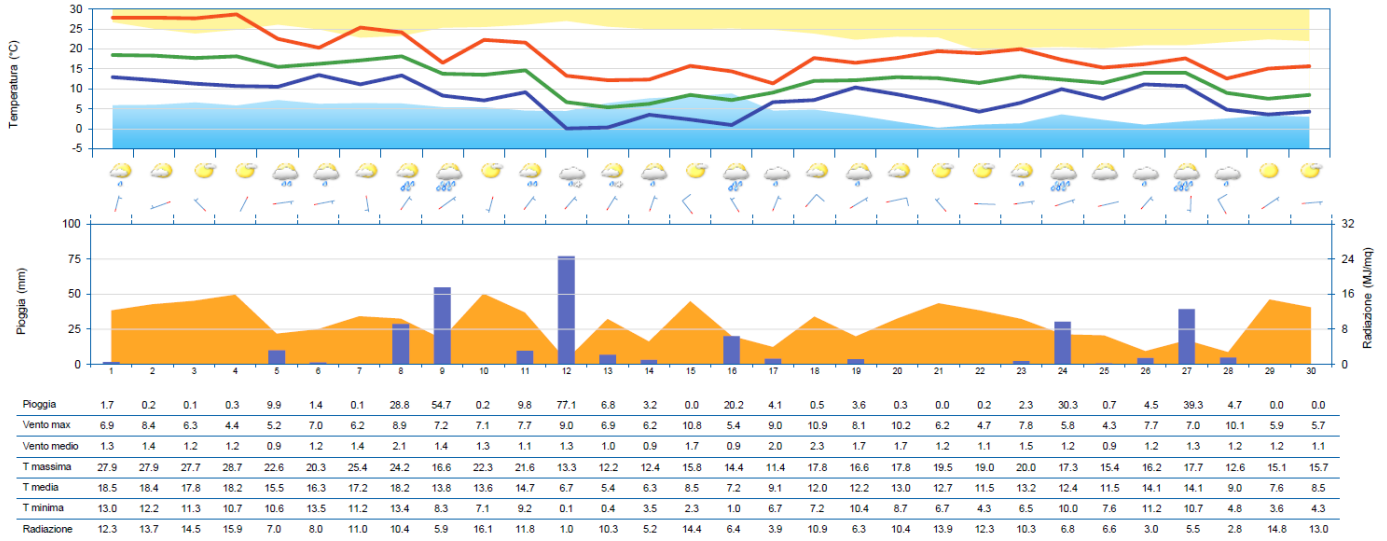 Temperatura (°C)
30
25
20
15
10
5
0
-5
Pioggia (mm)
100
75
50
25
0
32
24
16
8
0
Radiazione (MJ/mq)
1 2 3 4 5 6 7 8 9 10 11 12 13 14 15 16 17 18 19 20 21 22 23 24 25 26 27 28 29 30
Pioggia 1.7 0.2 0.1 0.3 9.9 1.4 0.1 28.8 54.7 0.2 9.8 77.1 6.8 3.2 0.0 20.2 4.1 0.5 3.6 0.3 0.0 0.2 2.3 30.3 0.7 4.5 39.3 4.7 0.0 0.0
Vento max 6.9 8.4 6.3 4.4 5.2 7.0 6.2 8.9 7.2 7.1 7.7 9.0 6.9 6.2 10.8 5.4 9.0 10.9 8.1 10.2 6.2 4.7 7.8 5.8 4.3 7.7 7.0 10.1 5.9 5.7
Vento medio 1.3 1.4 1.2 1.2 0.9 1.2 1.4 2.1 1.4 1.3 1.1 1.3 1.0 0.9 1.7 0.9 2.0 2.3 1.7 1.7 1.2 1.1 1.5 1.2 0.9 1.2 1.3 1.2 1.2 1.1
T massima 27.9 27.9 27.7 28.7 22.6 20.3 25.4 24.2 16.6 22.3 21.6 13.3 12.2 12.4 15.8 14.4 11.4 17.8 16.6 17.8 19.5 19.0 20.0 17.3 15.4 16.2 17.7 12.6 15.1 15.7
T media 18.5 18.4 17.8 18.2 15.5 16.3 17.2 18.2 13.8 13.6 14.7 6.7 5.4 6.3 8.5 7.2 9.1 12.0 12.2 13.0 12.7 11.5 13.2 12.4 11.5 14.1 14.1 9.0 7.6 8.5
T minima 13.0 12.2 11.3 10.7 10.6 13.5 11.2 13.4 8.3 7.1 9.2 0.1 0.4 3.5 2.3 1.0 6.7 7.2 10.4 8.7 6.7 4.3 6.5 10.0 7.6 11.2 10.7 4.8 3.6 4.3
Radiazione 12.3 13.7 14.5 15.9 7.0 8.0 11.0 10.4 5.9 16.1 11.8 1.0 10.3 5.2 14.4 6.4 3.9 10.9 6.3 10.4 13.9 12.3 10.3 6.8 6.6 3.0 5.5 2.8 14.8 13.0